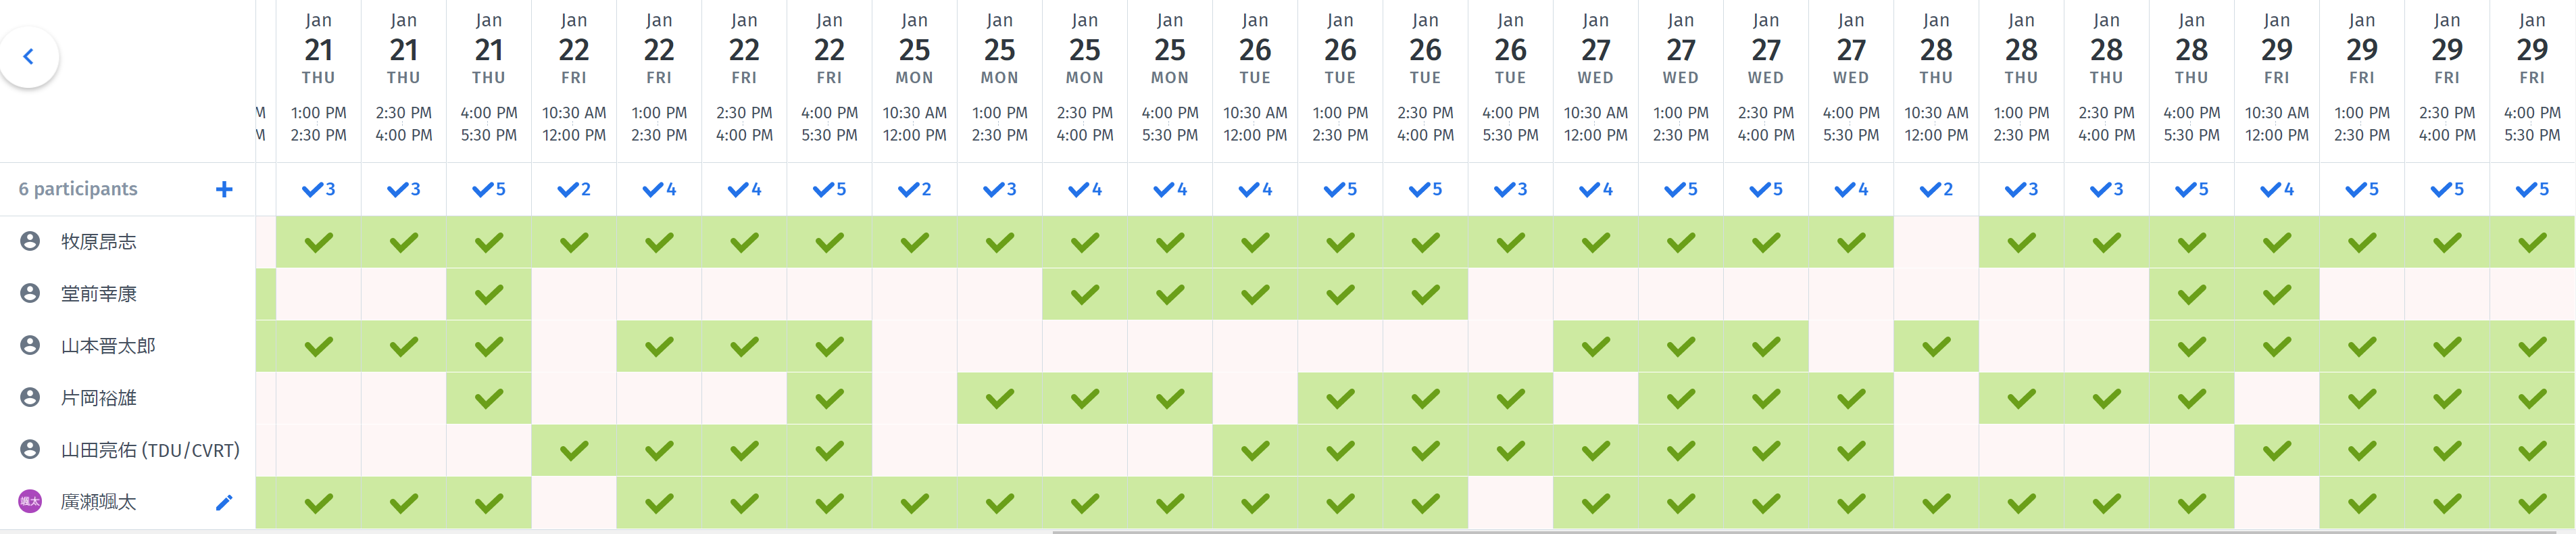 Jan Jan Jan Jan Jan Jan Jan Jan Jan Jan Jan Jan Jan Jan Jan Jan Jan Jan Jan Jan Jan Jan Jan Jan Jan Jan Jan
21 21 21 22 22 22 22 25 25 25 25 26 26 26 26 27 27 27 27 28 28 28 28 29 29 29 29
THU THU THU FRI FRI FRI FRI MON MON MON MON TUE TUE TUE TUE WED WED WED WED THU THU THU THU FRI FRI FRI FRI
M 1:00 PM 2:30 PM 4:00 PM 10:30 AM 1:00 PM 2:30 PM 4:00 PM 10:30 AM 1:00 PM 2:30 PM 4:00 PM 10:30 AM 1:00 PM 2:30 PM 4:00 PM 10:30 AM 1:00 PM 2:30 PM 4:00 PM 10:30 AM 1:00 PM 2:30 PM 4:00 PM 10:30 AM 1:00 PM 2:30 PM 4:00 PM
M 2:30 PM 4:00 PM 5:30 PM 12:00 PM 2:30 PM 4:00 PM 5:30 PM 12:00 PM 2:30 PM 4:00 PM 5:30 PM 12:00 PM 2:30 PM 4:00 PM 5:30 PM 12:00 PM 2:30 PM 4:00 PM 5:30 PM 12:00 PM 2:30 PM 4:00 PM 5:30 PM 12:00 PM 2:30 PM 4:00 PM 5:30 PM
6 participants + ✓3 ✓3 ✓5 ✓2 ✓4 ✓4 ✓5 ✓2 ✓3 ✓4 ✓4 ✓4 ✓5 ✓5 ✓3 ✓4 ✓5 ✓5 ✓4 ✓2 ✓3 ✓3 ✓5 ✓4 ✓5 ✓5 ✓5
牧原昂志
堂前幸康
山本晋太郎
片岡裕雄
山田亮佑 (TDU/CVRT)
颯太 廣瀬颯太